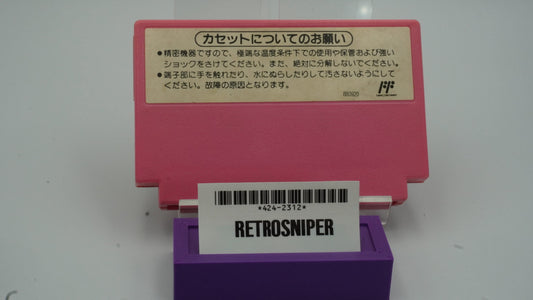 カセットについてのお願い
●精密機器ですので、極端な温度条件下での使用や保管および強い
ショックをさけてください。また、絶対に分解しないでください。
●端子部に手を触れたり、水にぬらしたりして汚さないようにして
ください。故障の原因となります。
*424-2312*
RETROSNIPER